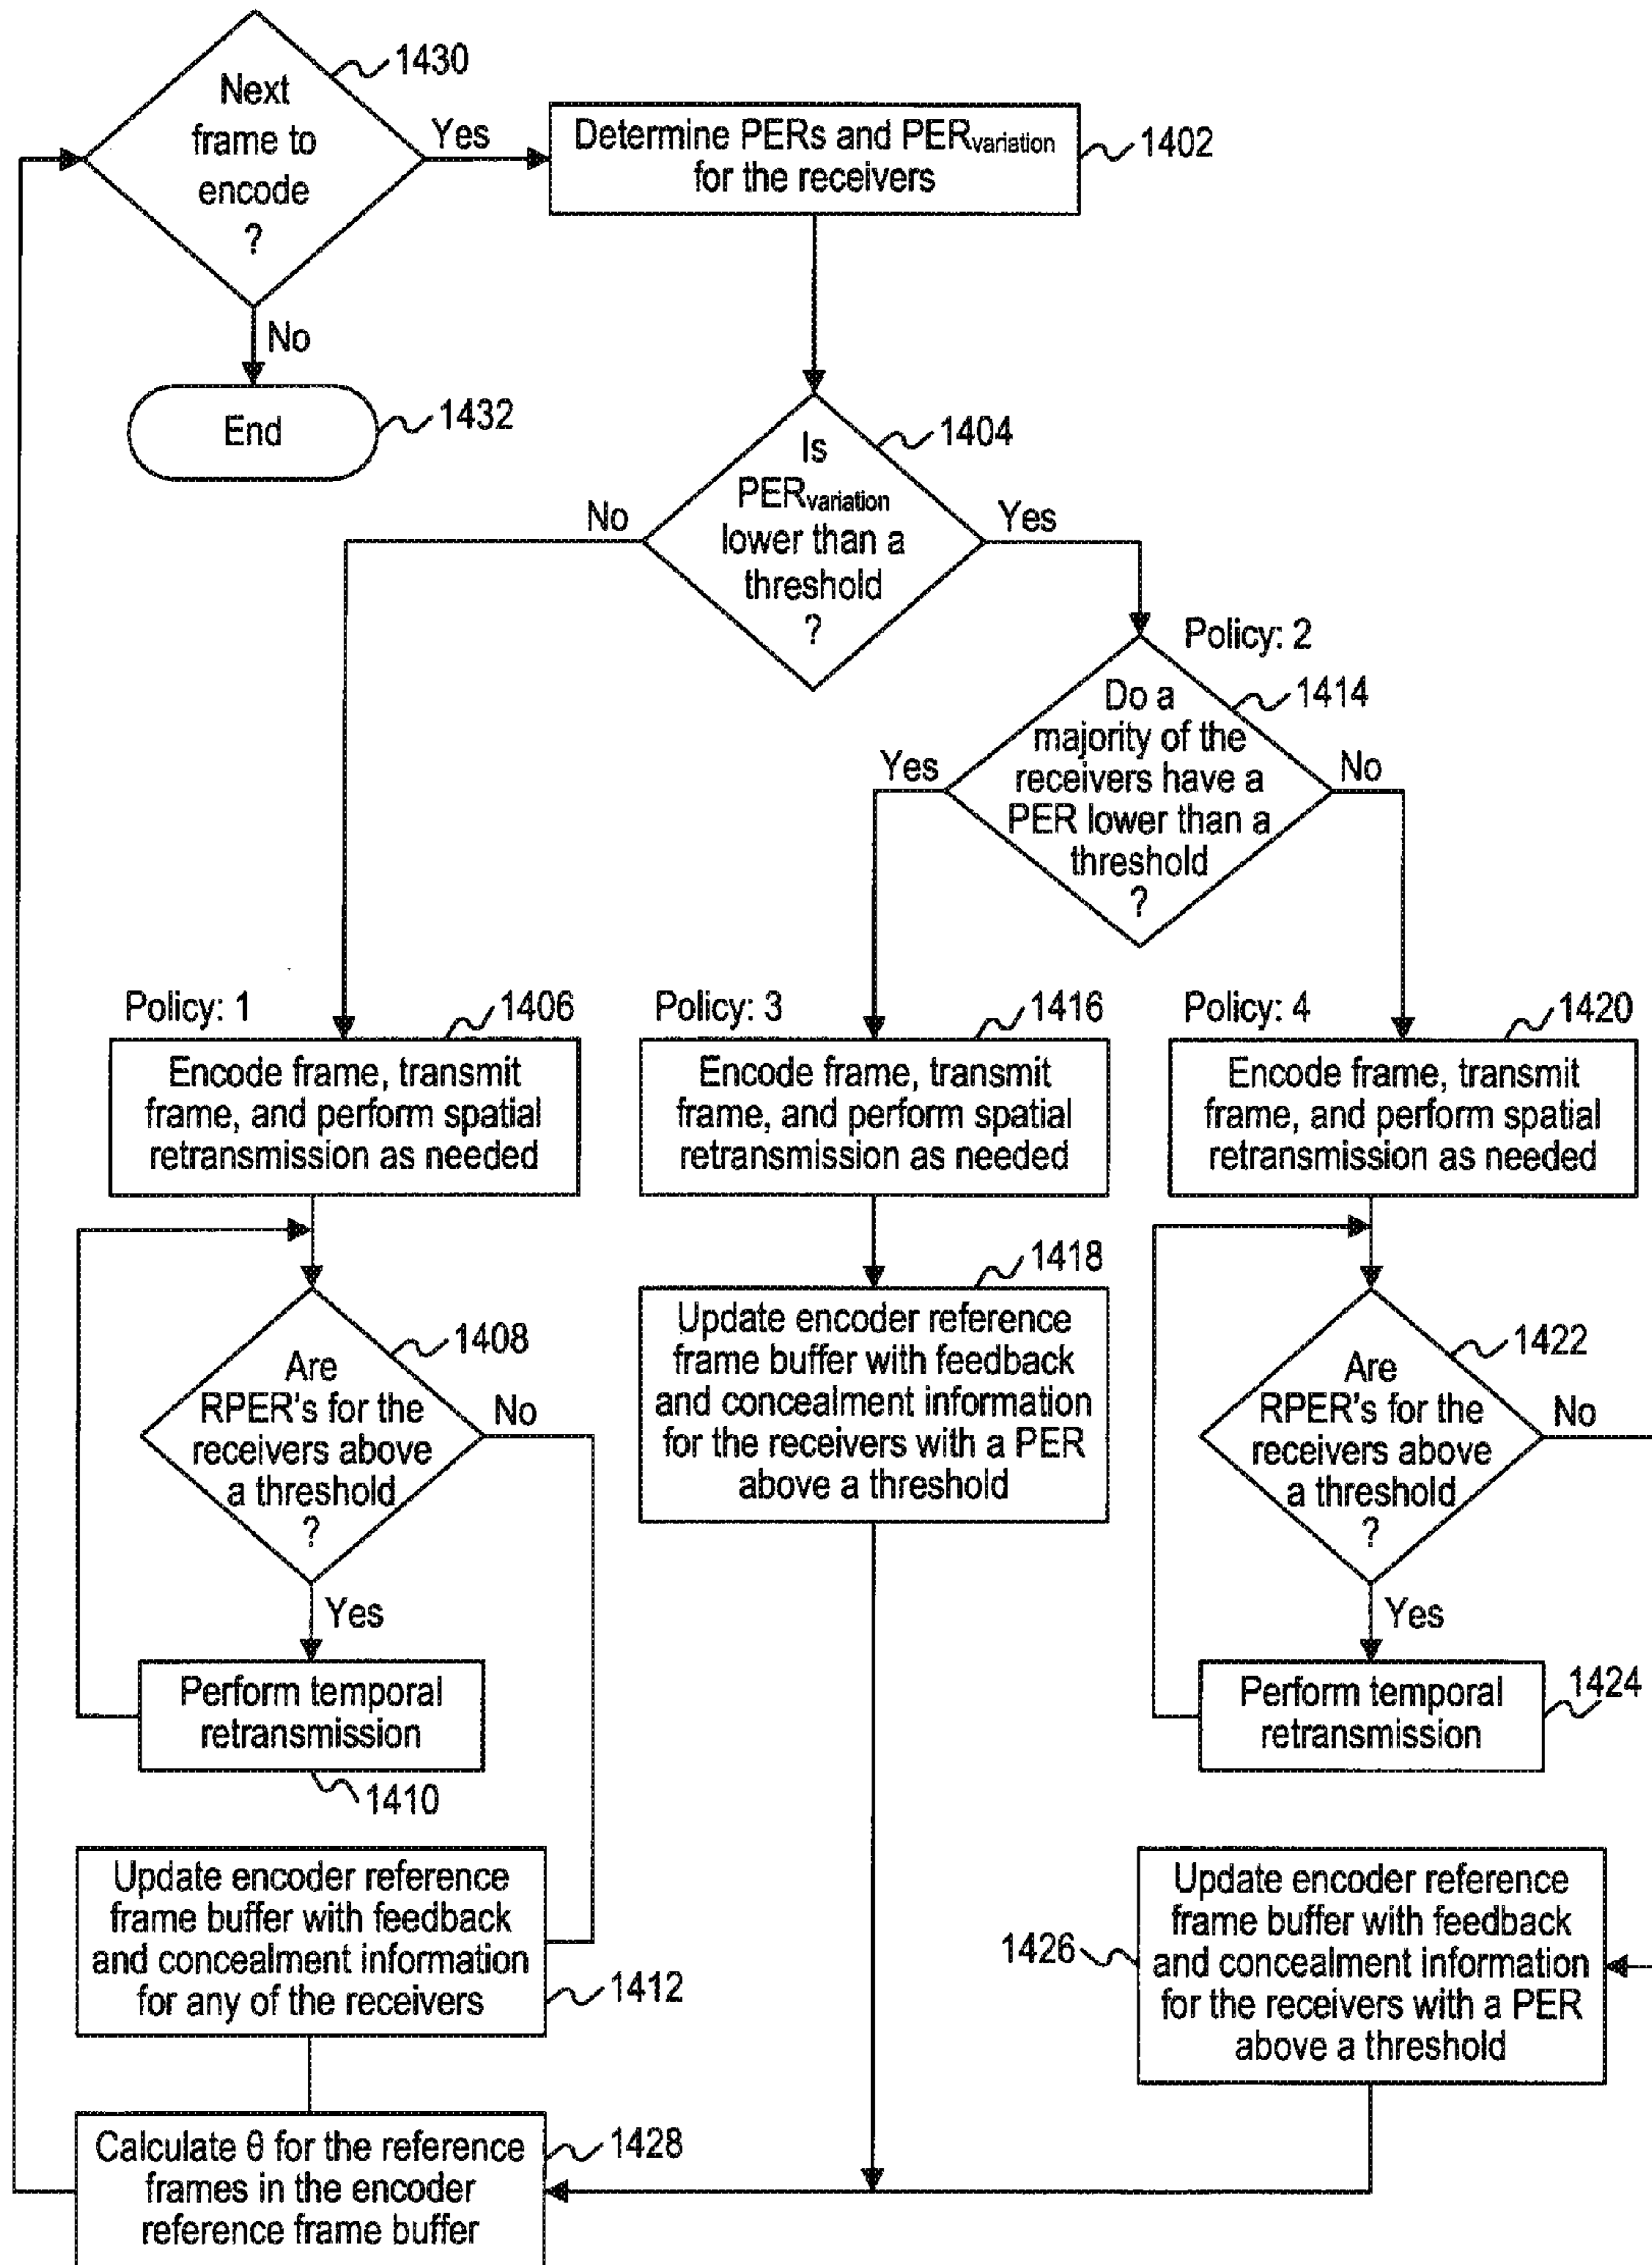 Next
frame to
encode
?
1430
Yes
Determine PERs and PERvariation
for the receivers
1402
No
End
1432
Is
PERvariation
lower than a
threshold
?
1404
No
Yes
Policy: 2
Do a
majority of the
receivers have a
PER lower than a
threshold
?
1414
Yes
No
Policy: 1
1406
Encode frame, transmit
frame, and perform spatial
retransmission as needed
Policy: 3
1416
Encode frame, transmit
frame, and perform spatial
retransmission as needed
Policy: 4
1420
Encode frame, transmit
frame, and perform spatial
retransmission as needed
Are
RPER's for the
receivers above
a threshold
?
1408
No
Yes
Perform temporal
retransmission
1410
1418
Update encoder reference
frame buffer with feedback
and concealment information
for the receivers with a PER
above a threshold
Are
RPER's for the
receivers above
a threshold
?
1422
No
Yes
Perform temporal
retransmission
1424
Update encoder reference
frame buffer with feedback
and concealment information
for any of the receivers
1412
1426
Update encoder reference
frame buffer with feedback
and concealment information
for the receivers with a PER
above a threshold
Calculate θ for the reference
frames in the encoder
reference frame buffer
1428